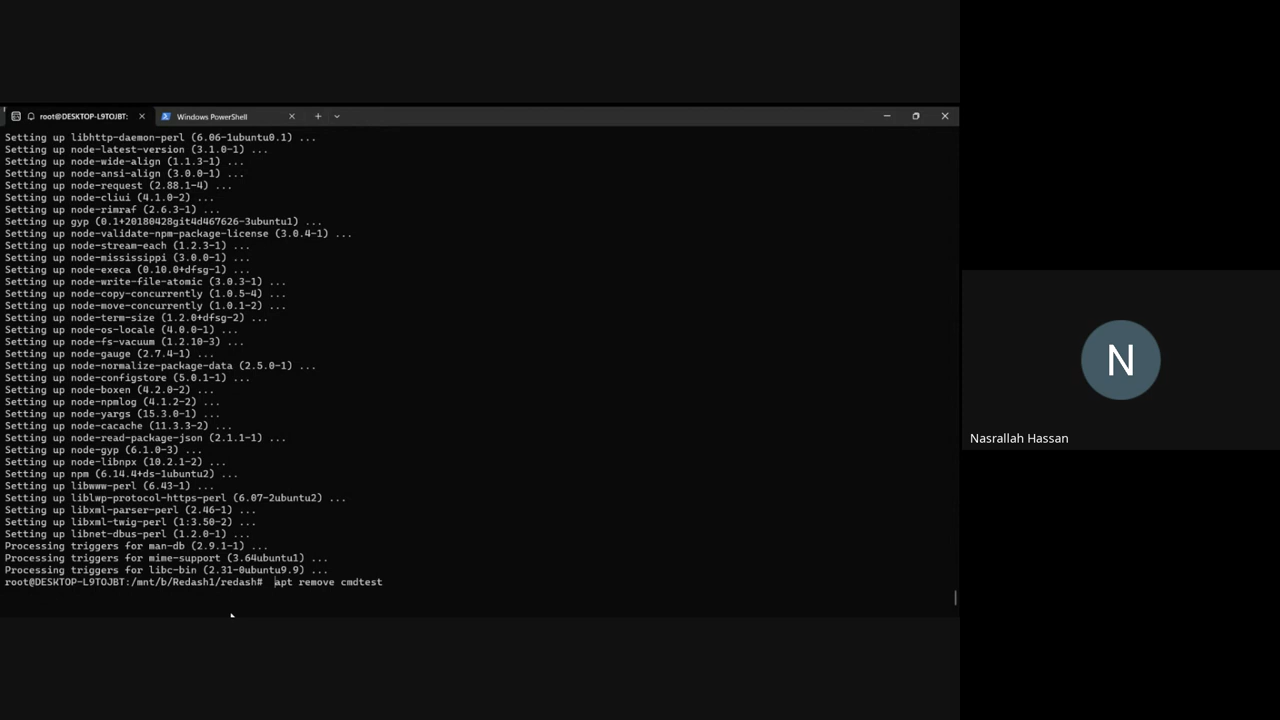 root@DESKTOP-L9TOJBT: Windows PowerShell
Setting up libhttp-daemon-perl (6.06-1ubuntu0.1) ...
Setting up node-latest-version (3.1.0-1) ...
Setting up node-wide-align (1.1.3-1) ...
Setting up node-ansi-align (3.0.0-1) ...
Setting up node-request (2.88.1-4) ...
Setting up node-cliui (4.1.0-2) ...
Setting up node-rimraf (2.6.3-1) ...
Setting up gyp (0.1+20180428git4d467626-3ubuntu1) ...
Setting up node-validate-npm-package-license (3.0.4-1) ...
Setting up node-stream-each (1.2.3-1) ...
Setting up node-mississippi (3.0.0-1) ...
Setting up node-execa (0.10.0+dfsg-1) ...
Setting up node-write-file-atomic (3.0.3-1) ...
Setting up node-copy-concurrently (1.0.5-4) ...
Setting up node-move-concurrently (1.0.1-2) ...
Setting up node-term-size (1.2.0+dfsg-2) ...
Setting up node-os-locale (4.0.0-1) ...
Setting up node-fs-vacuum (1.2.10-3) ...
Setting up node-gauge (2.7.4-1) ...
Setting up node-normalize-package-data (2.5.0-1) ...
Setting up node-configstore (5.0.1-1) ...
Setting up node-boxen (4.2.0-2) ...
Setting up node-npmlog (4.1.2-2) ...
Setting up node-yargs (15.3.0-1) ...
Setting up node-cacache (11.3.3-2) ...
Setting up node-read-package-json (2.1.1-1) ...
Setting up node-gyp (6.1.0-3) ...
Setting up node-libnpx (10.2.1-2) ...
Setting up npm (6.14.4+ds-1ubuntu2) ...
Setting up libwww-perl (6.43-1) ...
Setting up liblwp-protocol-https-perl (6.07-2ubuntu2) ...
Setting up libxml-parser-perl (2.46-1) ...
Setting up libxml-twig-perl (1:3.50-2) ...
Setting up libnet-dbus-perl (1.2.0-1) ...
Processing triggers for man-db (2.9.1-1) ...
Processing triggers for mime-support (3.64ubuntu1) ...
Processing triggers for libc-bin (2.31-0ubuntu9.9) ...
root@DESKTOP-L9TOJBT:/mnt/b/Redash1/redash# apt remove cmdtest
N
Nasrallah Hassan